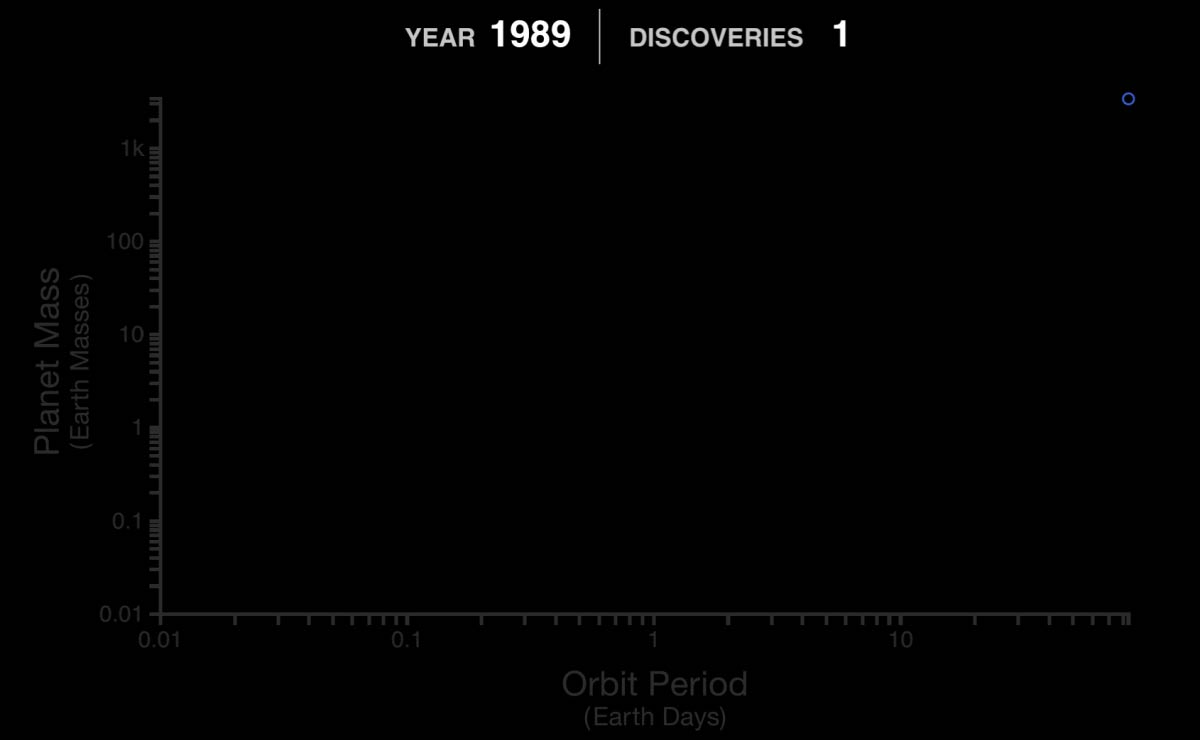 YEAR 1989 DISCOVERIES 1
1k
100
10
1
0.1
0.01
Planet Mass
(Earth Masses)
0.01 0.1 1 10
Orbit Period
(Earth Days)